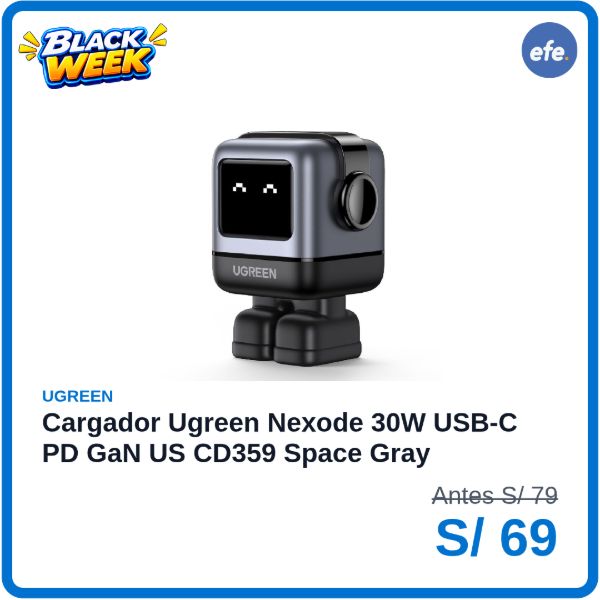 BLACK
WEEK
efe.
UGREEN
UGREEN
Cargador Ugreen Nexode 30W USB-C
PD GaN US CD359 Space Gray
Antes S/ 79
S/ 69